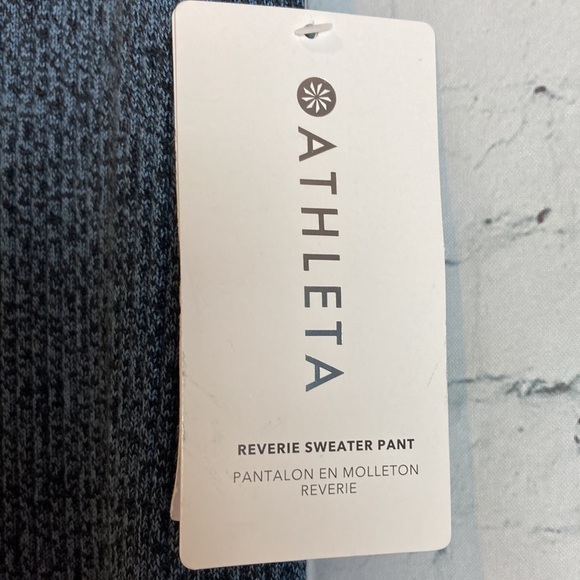 ATHLETA
REVERIE SWEATER PANT
PANTALON EN MOLLETON
REVERIE